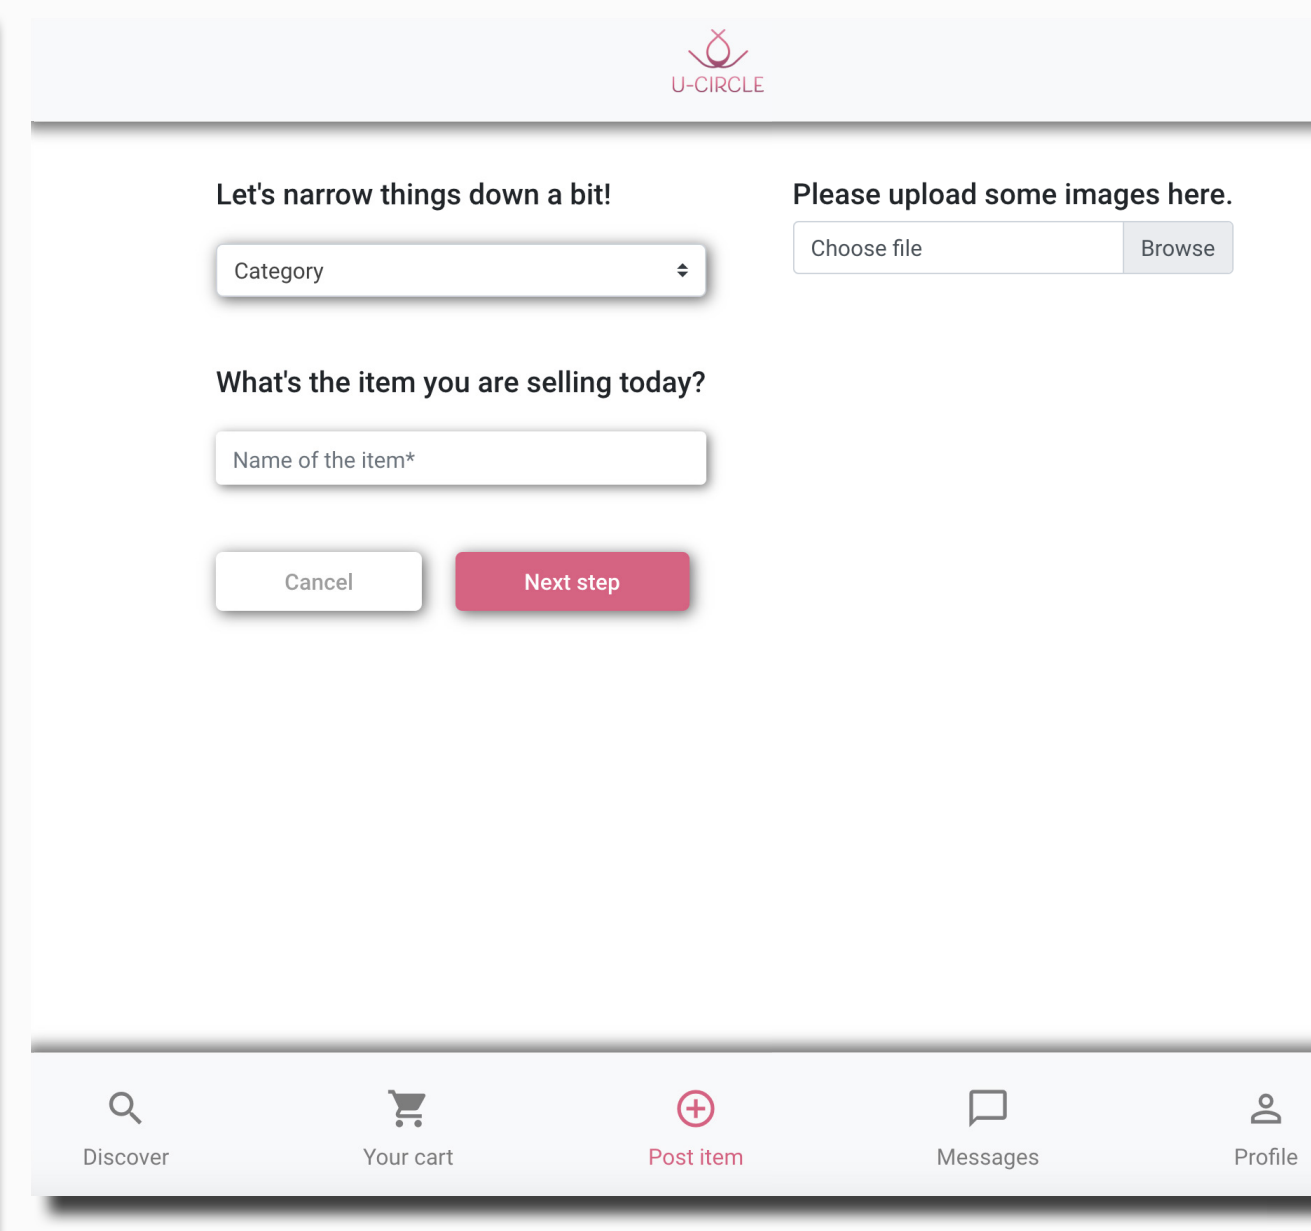 U-CIRCLE
Let's narrow things down a bit!
Category
What's the item you are selling today?
Name of the item*
Cancel
Next step
Please upload some images here.
Choose file
Browse
Discover
Your cart
Post item
Messages
Profile